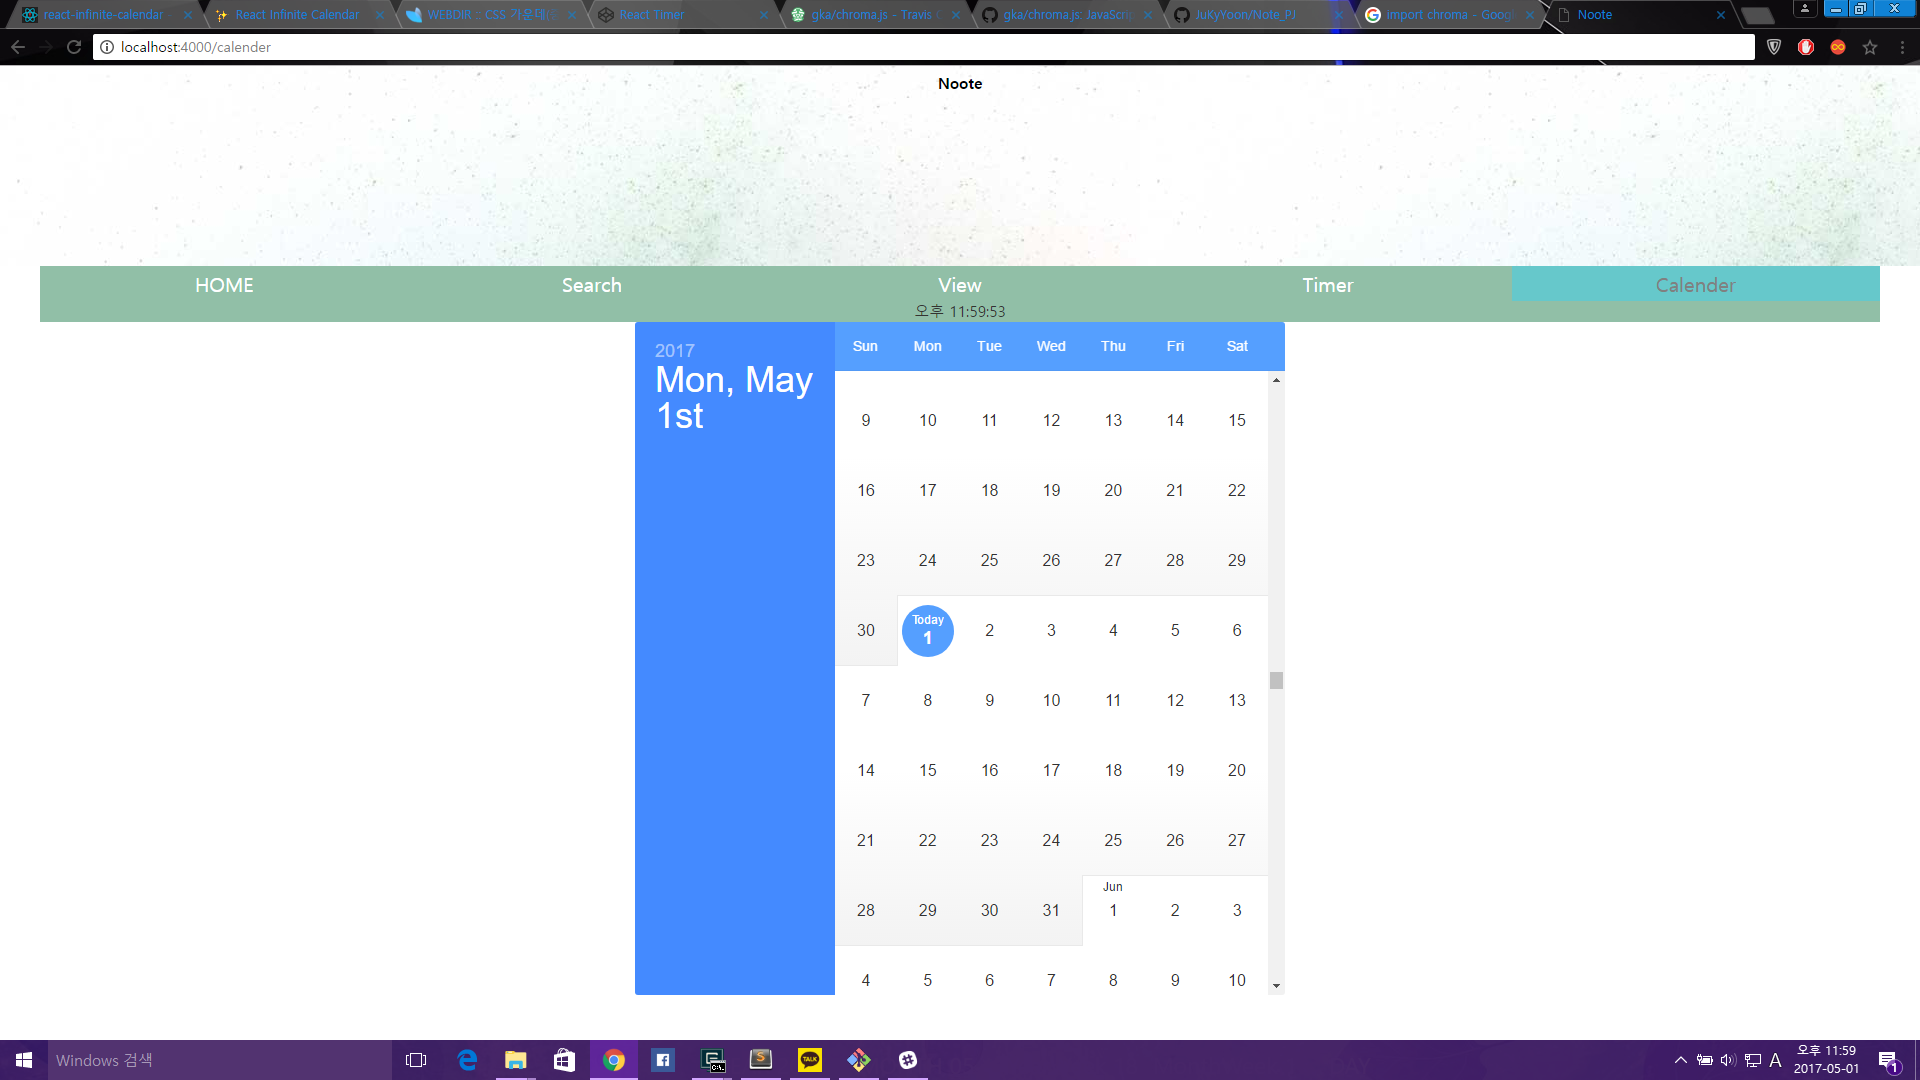 react-infinite-calendar
React Infinite Calendar
WEBDIR :: CSS 가운데
React Timer
gka/chroma.js - Travis
gka/chroma.js: JavaScri
JuKyYoon/Note_PJ
import chroma - Goog
Noote
localhost:4000/calender
Noote
HOME Search View Timer Calender
오후 11:59:53
2017
Mon, May
1st
Sun Mon Tue Wed Thu Fri Sat
9 10 11 12 13 14 15
16 17 18 19 20 21 22
23 24 25 26 27 28 29
Today
30 1 2 3 4 5 6
7 8 9 10 11 12 13
14 15 16 17 18 19 20
21 22 23 24 25 26 27
Jun
28 29 30 31 1 2 3
4 5 6 7 8 9 10
Windows 검색
TALK
C:\.
A
오후 11:59
2017-05-01
1